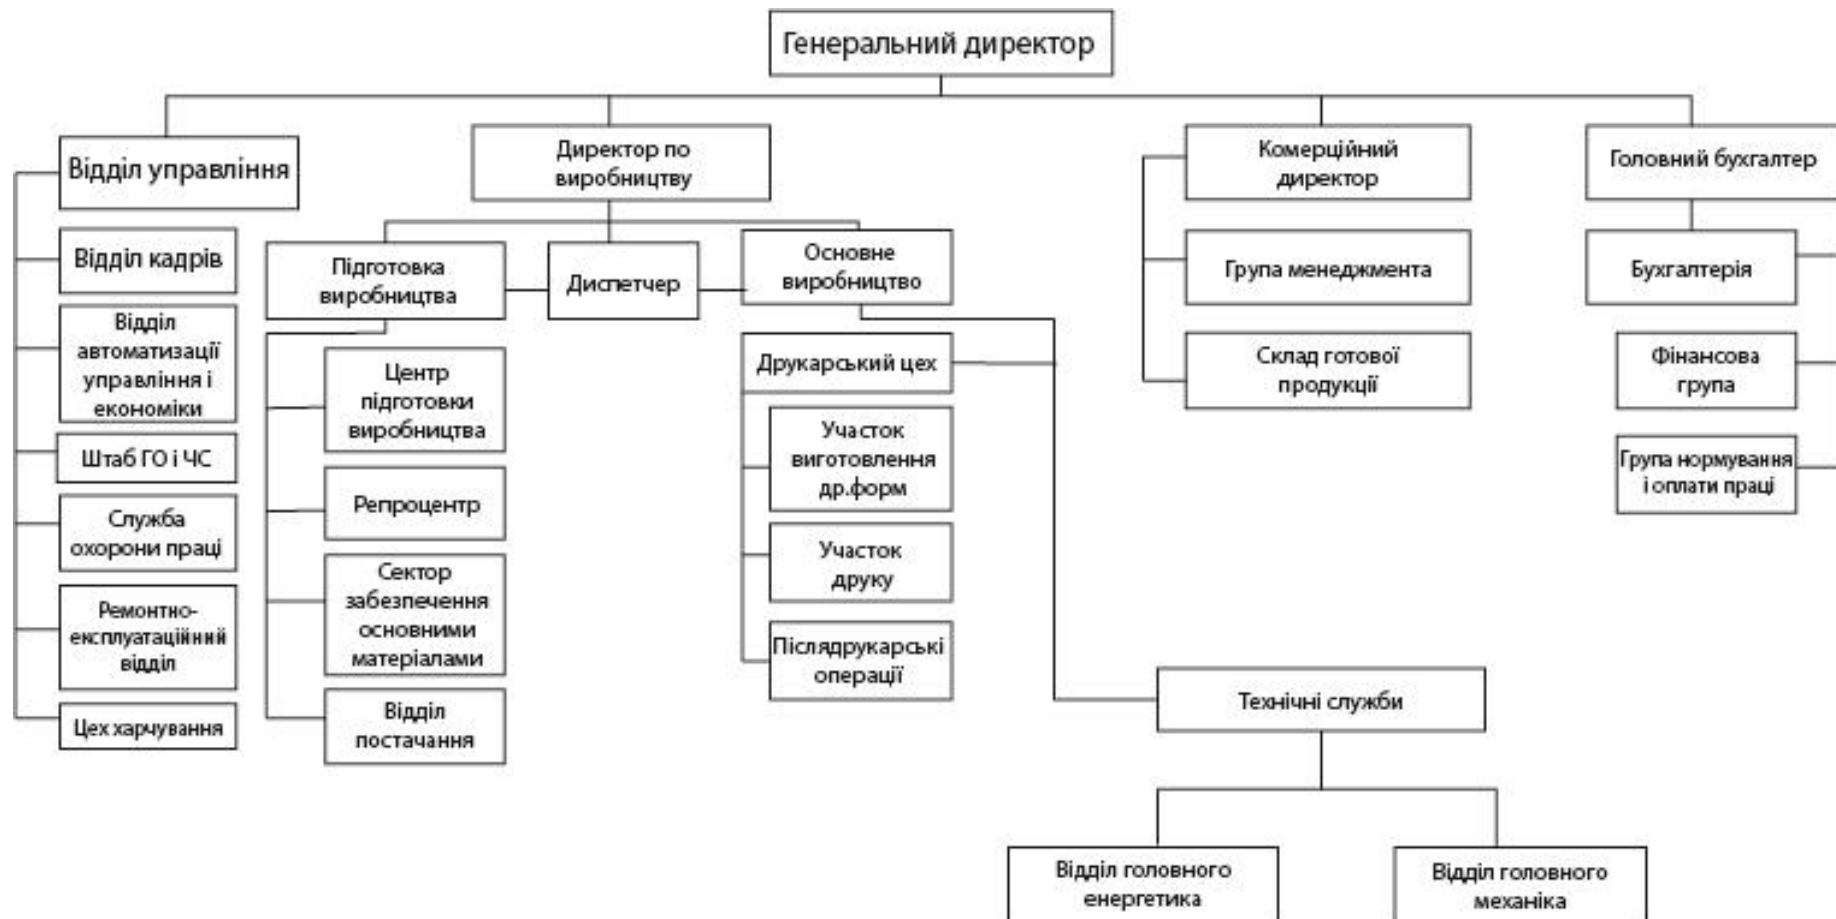 Генеральний директор
Відділ управління
Директор по
виробництву
Комерційний
директор
Головний бухгалтер
Відділ кадрів
Підготовка
виробництва
Диспетчер
Основне
виробництво
Група менеджмента
Бухгалтерія
Відділ
автоматизації
управління і
економіки
Центр
підготовки
виробництва
Друкарський цех
Склад готової
продукції
Фінансова
група
Штаб ГО і ЧС
Репроцентр
Участок
виготовлення
др.форм
Група нормування
і оплати праці
Служба
охорони праці
Сектор
забезпечення
основними
матеріалами
Участок
друку
Ремонтно-
експлуатаційний
відділ
Післядрукарські
операції
Цех харчування
Відділ
постачання
Технічні служби
Відділ головного
енергетика
Відділ головного
механіка